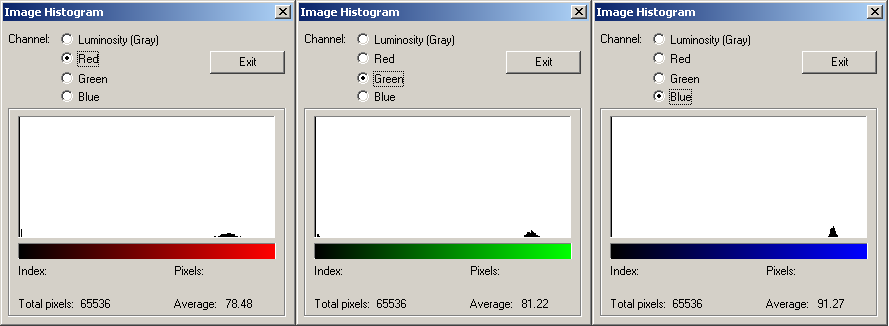 Image Histogram
Channel:
Luminosity (Gray)
Red
Green
Blue
Exit
Index:
Pixels:
Total pixels: 65536
Average: 78.48
Image Histogram
Channel:
Luminosity (Gray)
Red
Green
Blue
Exit
Index:
Pixels:
Total pixels: 65536
Average: 81.22
Image Histogram
Channel:
Luminosity (Gray)
Red
Green
Blue
Exit
Index:
Pixels:
Total pixels: 65536
Average: 91.27